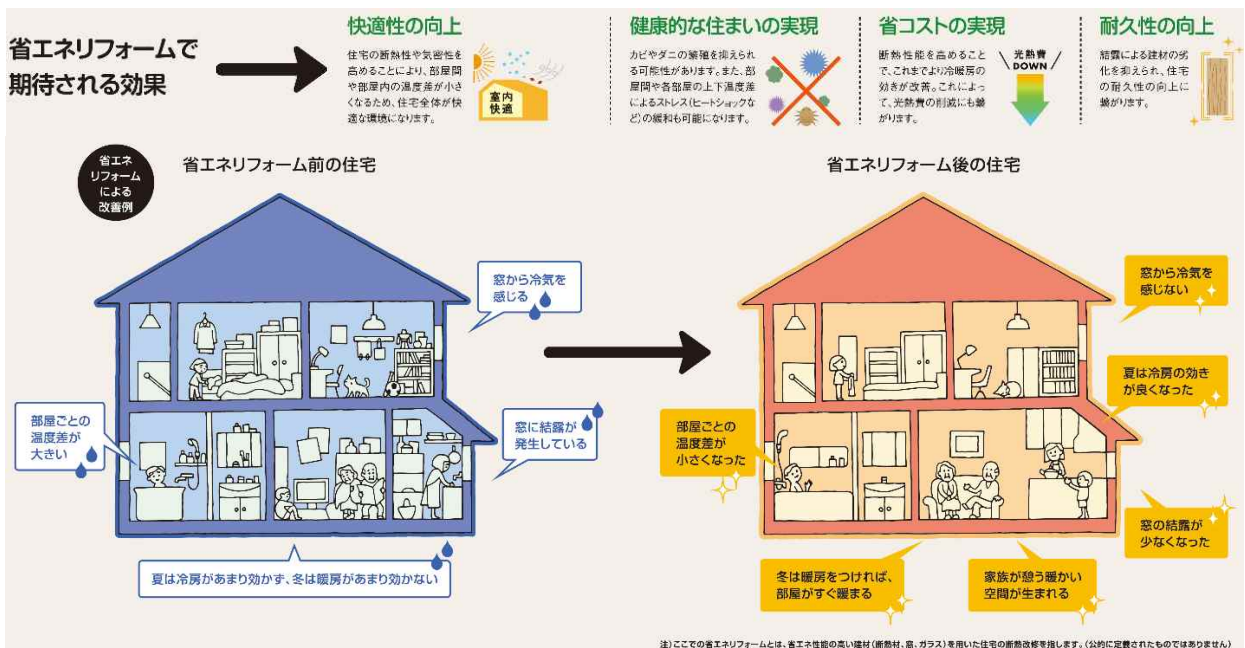 省エネリフォームで
期待される効果
快適性の向上
住宅の断熱性や気密性を
高めることにより、部屋間
や部屋内の温度差が小さ
くなるため、住宅全体が快
適な環境になります。
室内
快適
健康的な住まいの実現
カビやダニの繁殖を抑えられ
る可能性があります。また、部
屋間や各部屋の上下温度差
によるストレス(ヒートショックな
ど)の緩和も可能になります。
省コストの実現
断熱性能を高めること
で、これまでより冷暖房の
効きが改善。これによっ
て、光熱費の削減にも繋
がります。
光熱費
DOWN
耐久性の向上
結露による建材の劣
化を抑えられ、住宅
の耐久性の向上に
繋がります。
省エネ
リフォーム
による
改善例
省エネリフォーム前の住宅
窓から冷気を
感じる
部屋ごとの
温度差が
大きい
窓に結露が
発生している
夏は冷房があまり効かず、冬は暖房があまり効かない
省エネリフォーム後の住宅
窓から冷気を
感じない
夏は冷房の効き
が良くなった
部屋ごとの
温度差が
小さくなった
窓の結露が
少なくなった
冬は暖房をつければ、
部屋がすぐ暖まる
家族が憩う暖かい
空間が生まれる
注)ここでの省エネリフォームとは、省エネ性能の高い建材(断熱材、窓、ガラス)を用いた住宅の断熱改修を指します。(公的に定義されたものではありません)